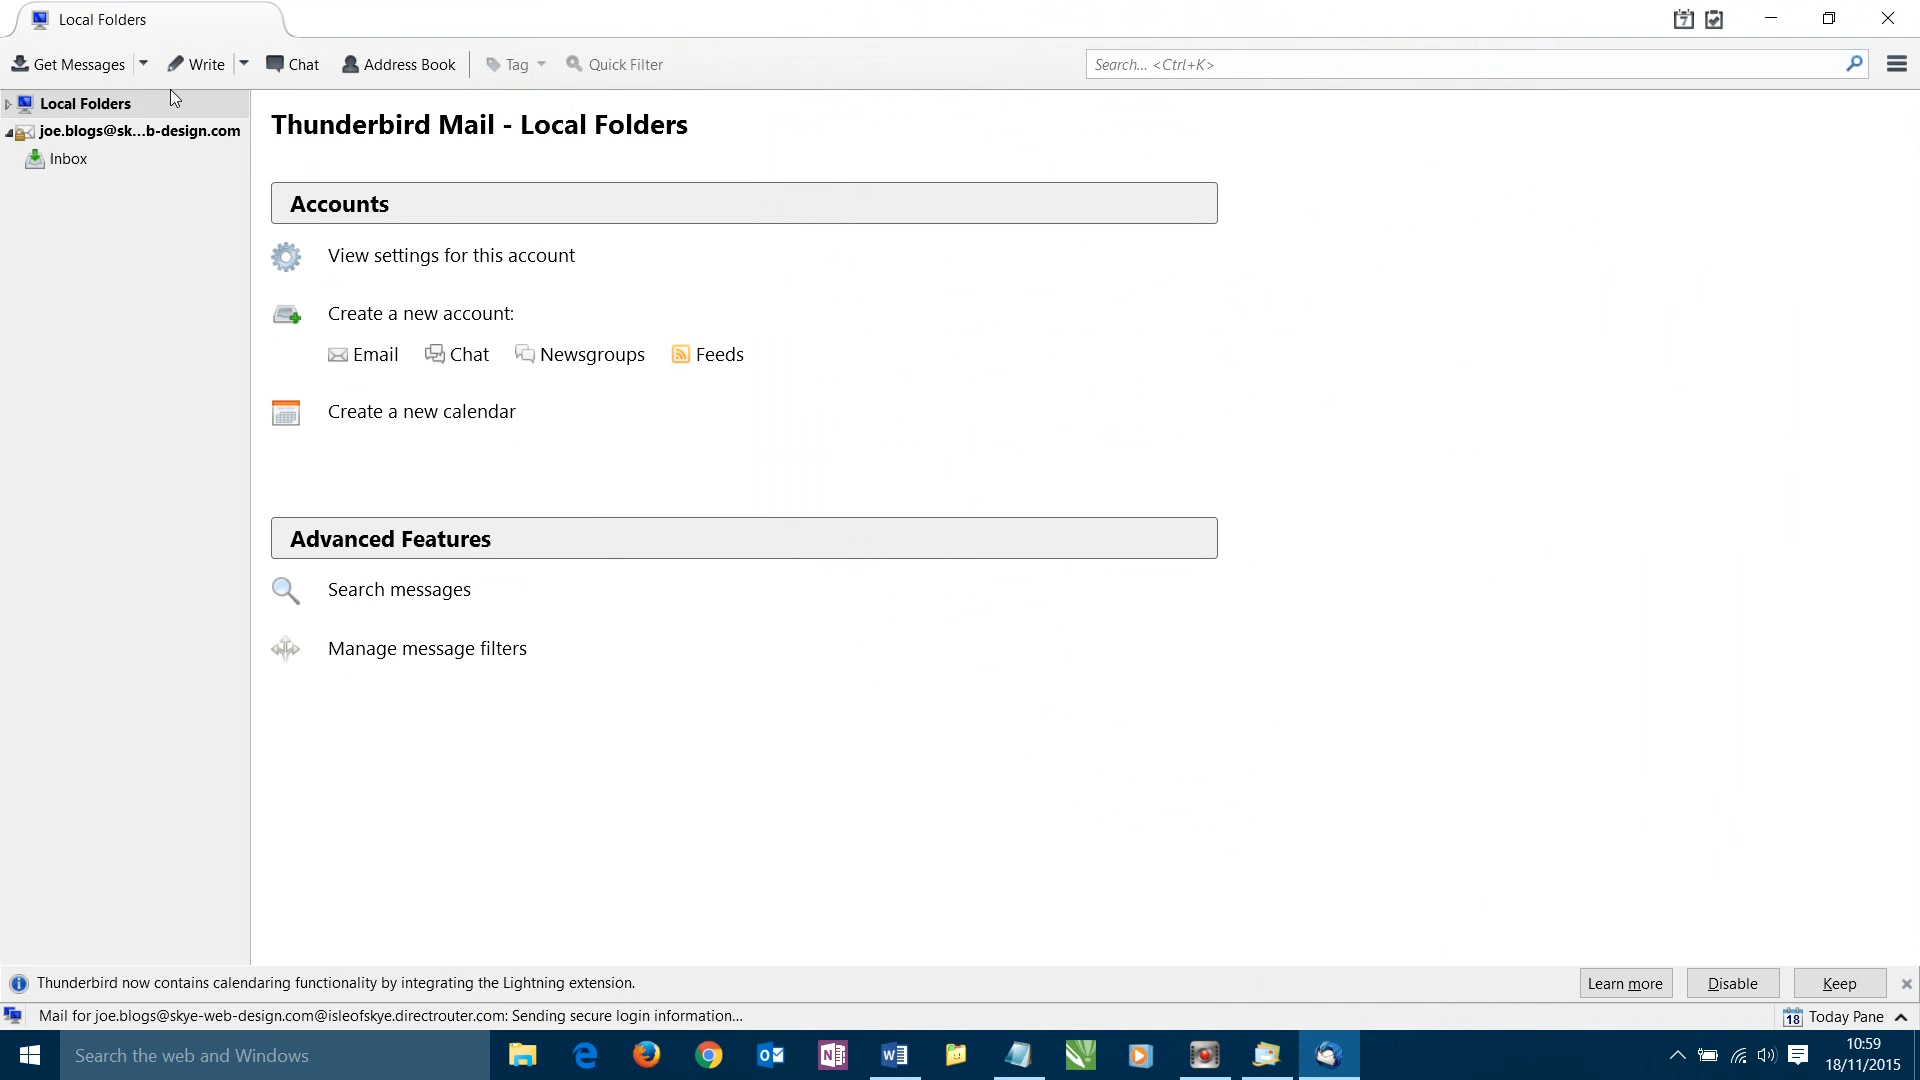 Local Folders
Get Messages
Write
Chat
Address Book
Tag
Quick Filter
Search... <Ctrl+K>
Local Folders
joe.blogs@sk...b-design.com
Inbox
Thunderbird Mail - Local Folders
Accounts
View settings for this account
Create a new account:
Email
Chat
Newsgroups
Feeds
Create a new calendar
Advanced Features
Search messages
Manage message filters
Thunderbird now contains calendaring functionality by integrating the Lightning extension.
Learn more
Disable
Keep
Mail for joe.blogs@skye-web-design.com@isleofskye.directrouter.com: Sending secure login information...
18
Today Pane
Search the web and Windows
10:59
18/11/2015